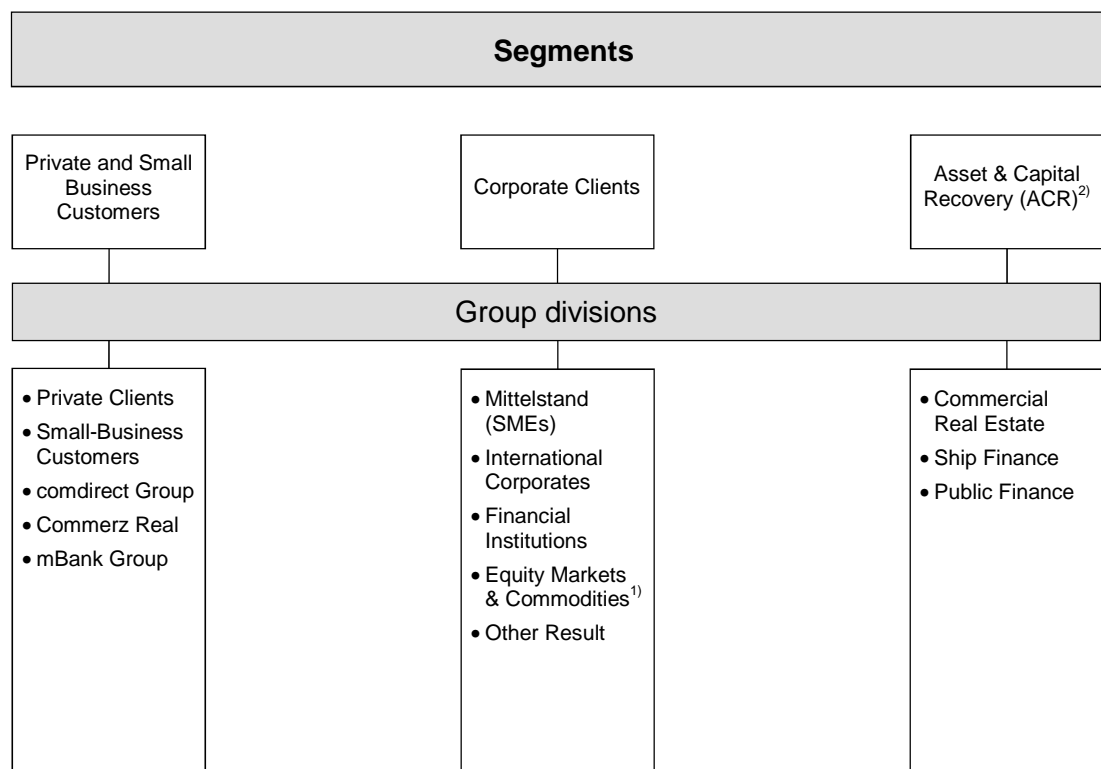 Segments
Private and Small
Business
Customers
Corporate Clients
Asset & Capital
Recovery (ACR)2)
Group divisions
• Private Clients
• Small-Business
Customers
• comdirect Group
• Commerz Real
• mBank Group
• Mittelstand
(SMEs)
• International
Corporates
• Financial
Institutions
• Equity Markets
& Commodities1)
• Other Result
• Commercial
Real Estate
• Ship Finance
• Public Finance